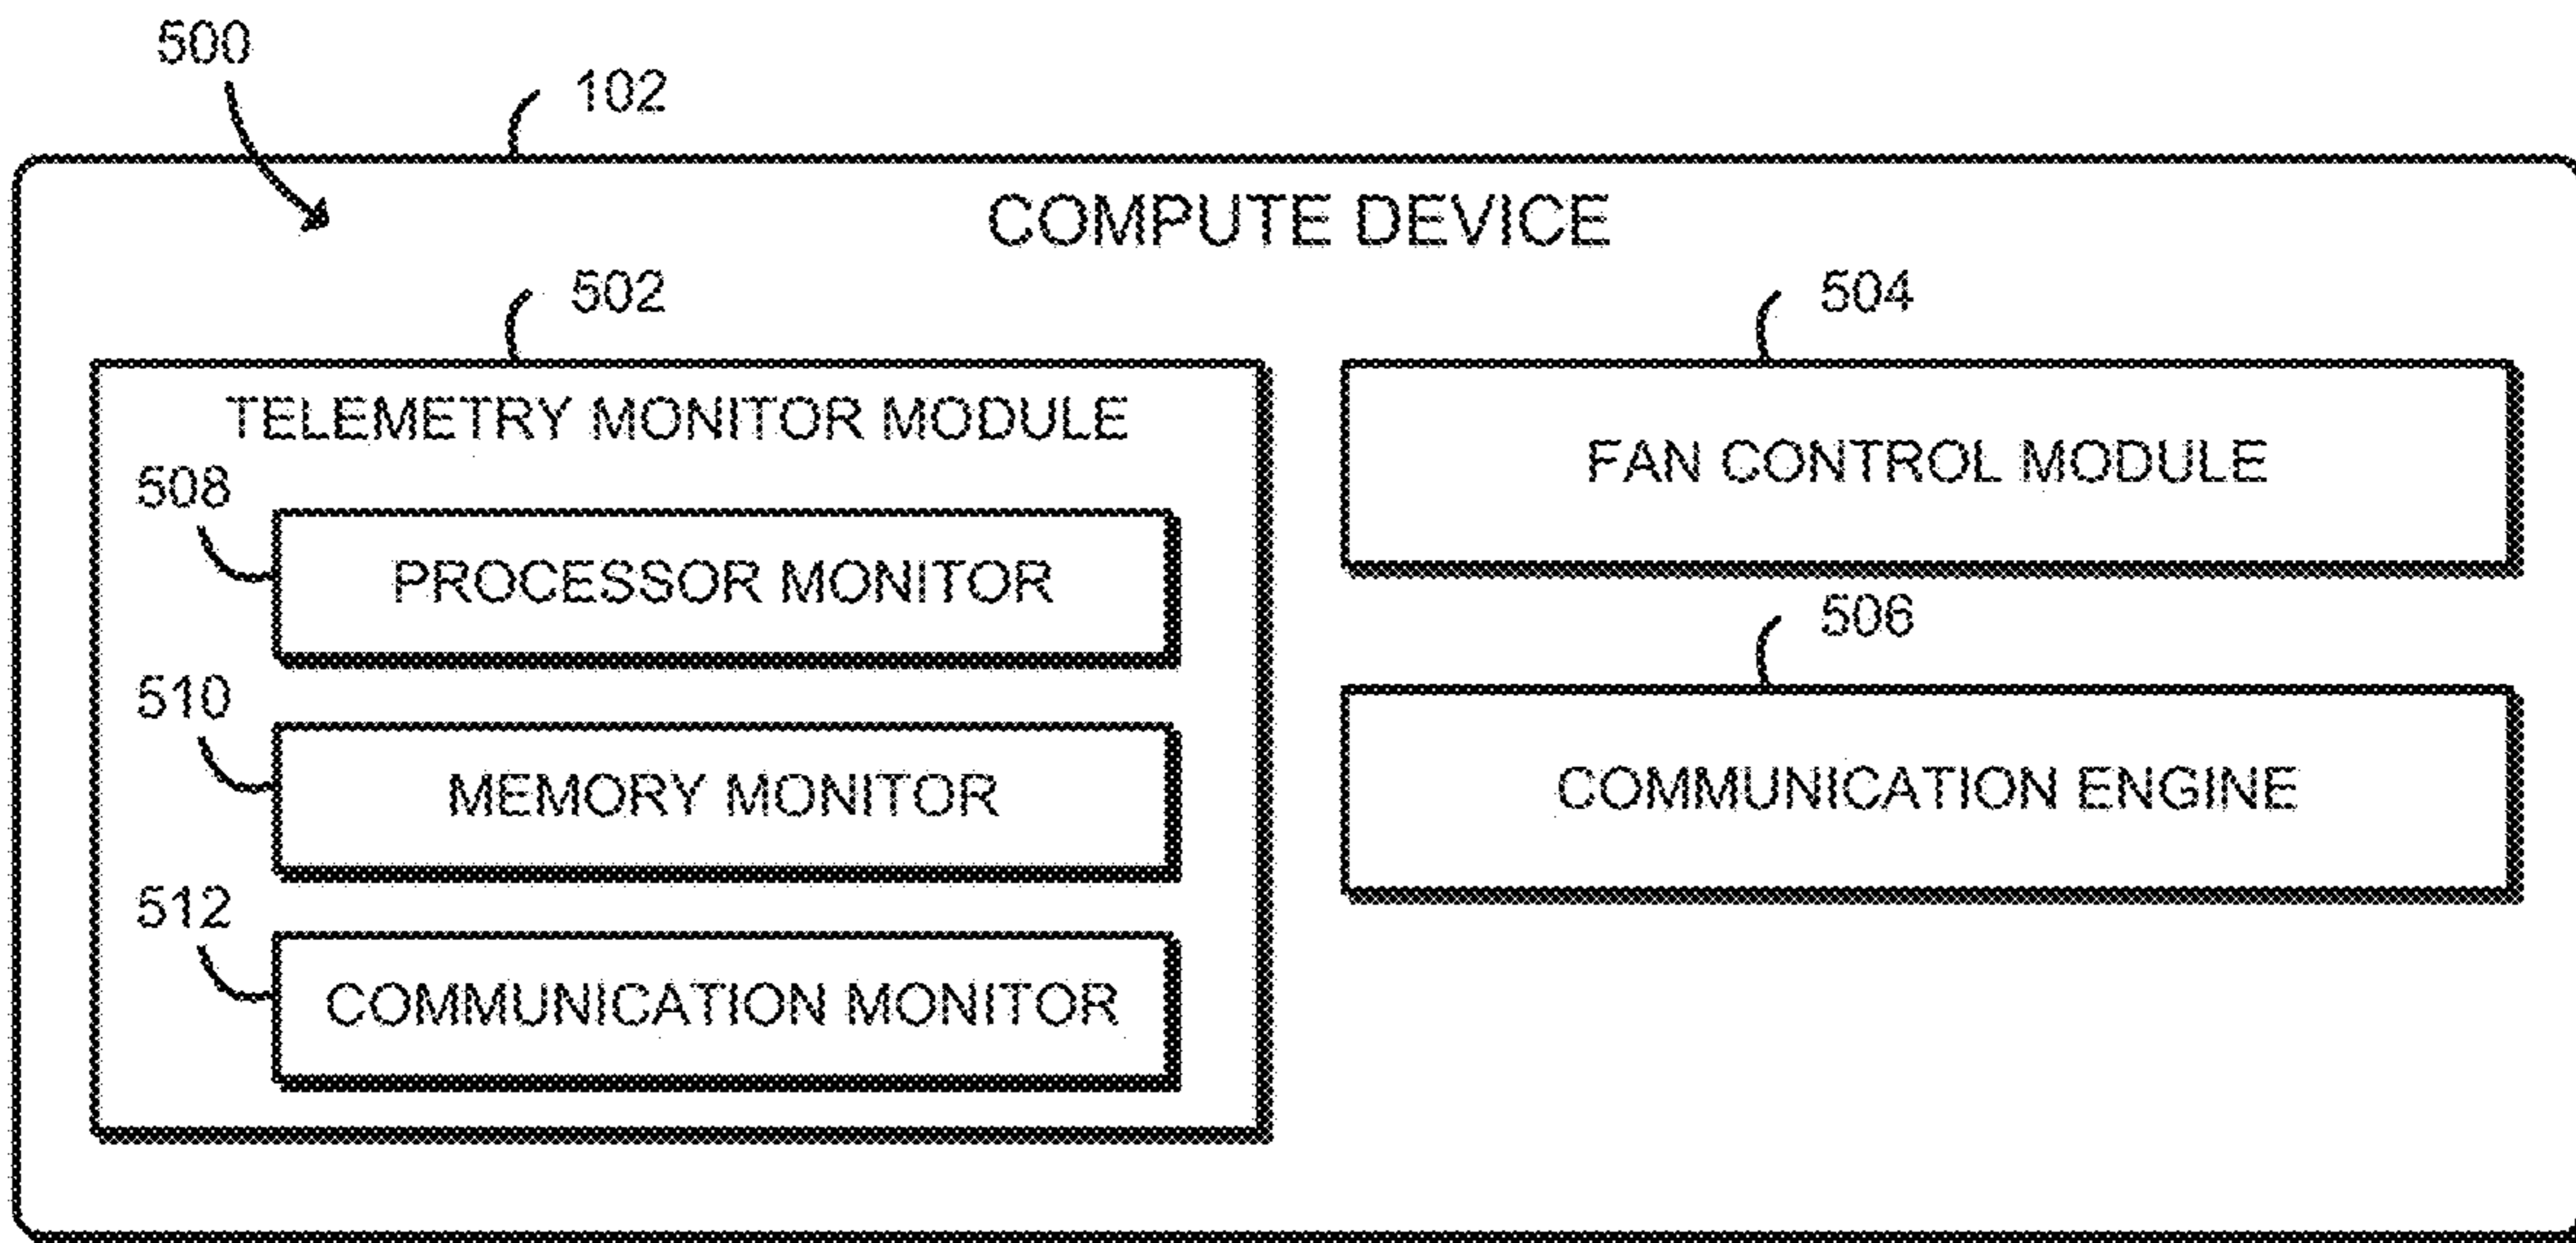 500
102
COMPUTE DEVICE
502
TELEMETRY MONITOR MODULE
508
PROCESSOR MONITOR
510
MEMORY MONITOR
512
COMMUNICATION MONITOR
504
FAN CONTROL MODULE
506
COMMUNICATION ENGINE